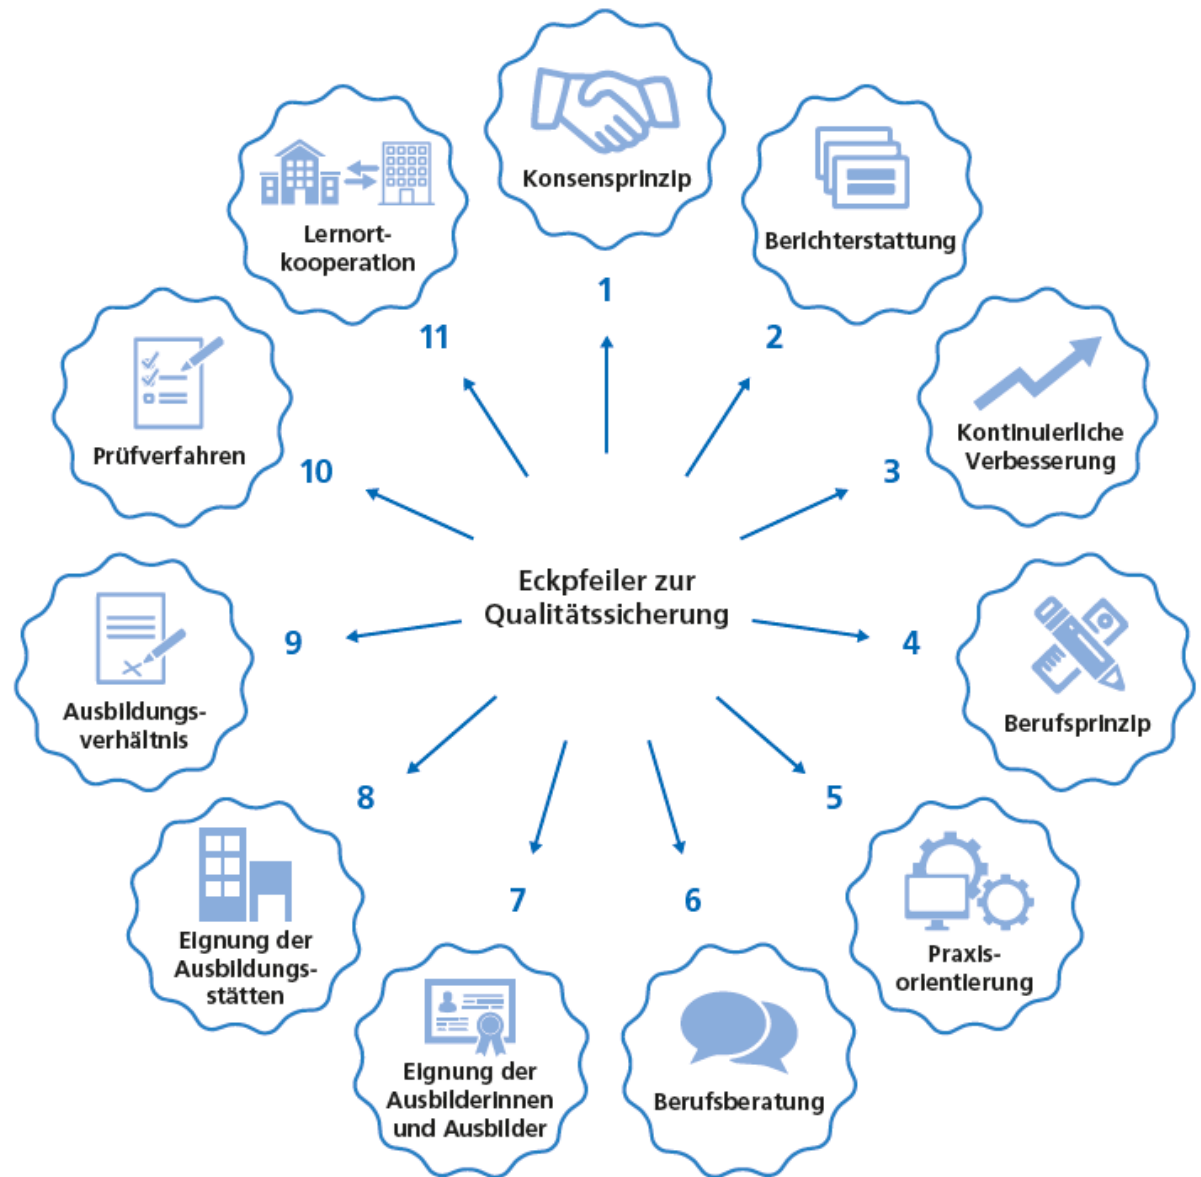 Eckpfeiler zur
Qualitätssicherung
1
Konsensprinzip
2
Berichterstattung
3
Kontinuierliche
Verbesserung
4
Berufsprinzip
5
Praxis-
orientierung
6
Berufsberatung
7
Eignung der
Ausbilderinnen
und Ausbilder
8
Eignung der
Ausbildungs-
stätten
9
Ausbildungs-
verhältnis
10
Prüfverfahren
11
Lernort-
kooperation